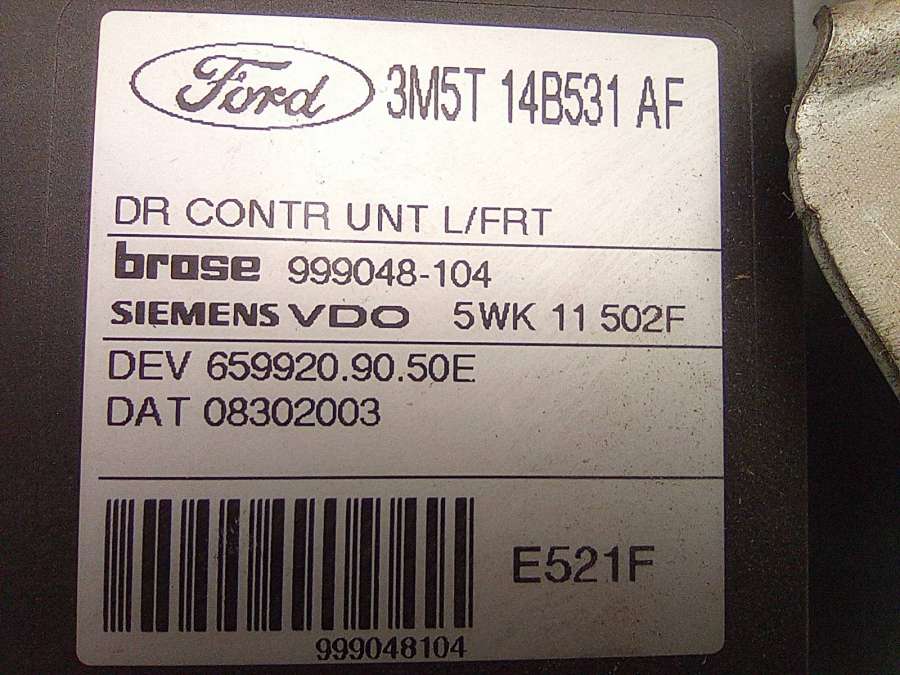 Ford 3M5T 14B531 AF
DR CONTR UNT L/FRT
brose 999048-104
SIEMENS VDO 5WK 11 502F
DEV 659920.90.50E
DAT 08302003
E521F
999048104